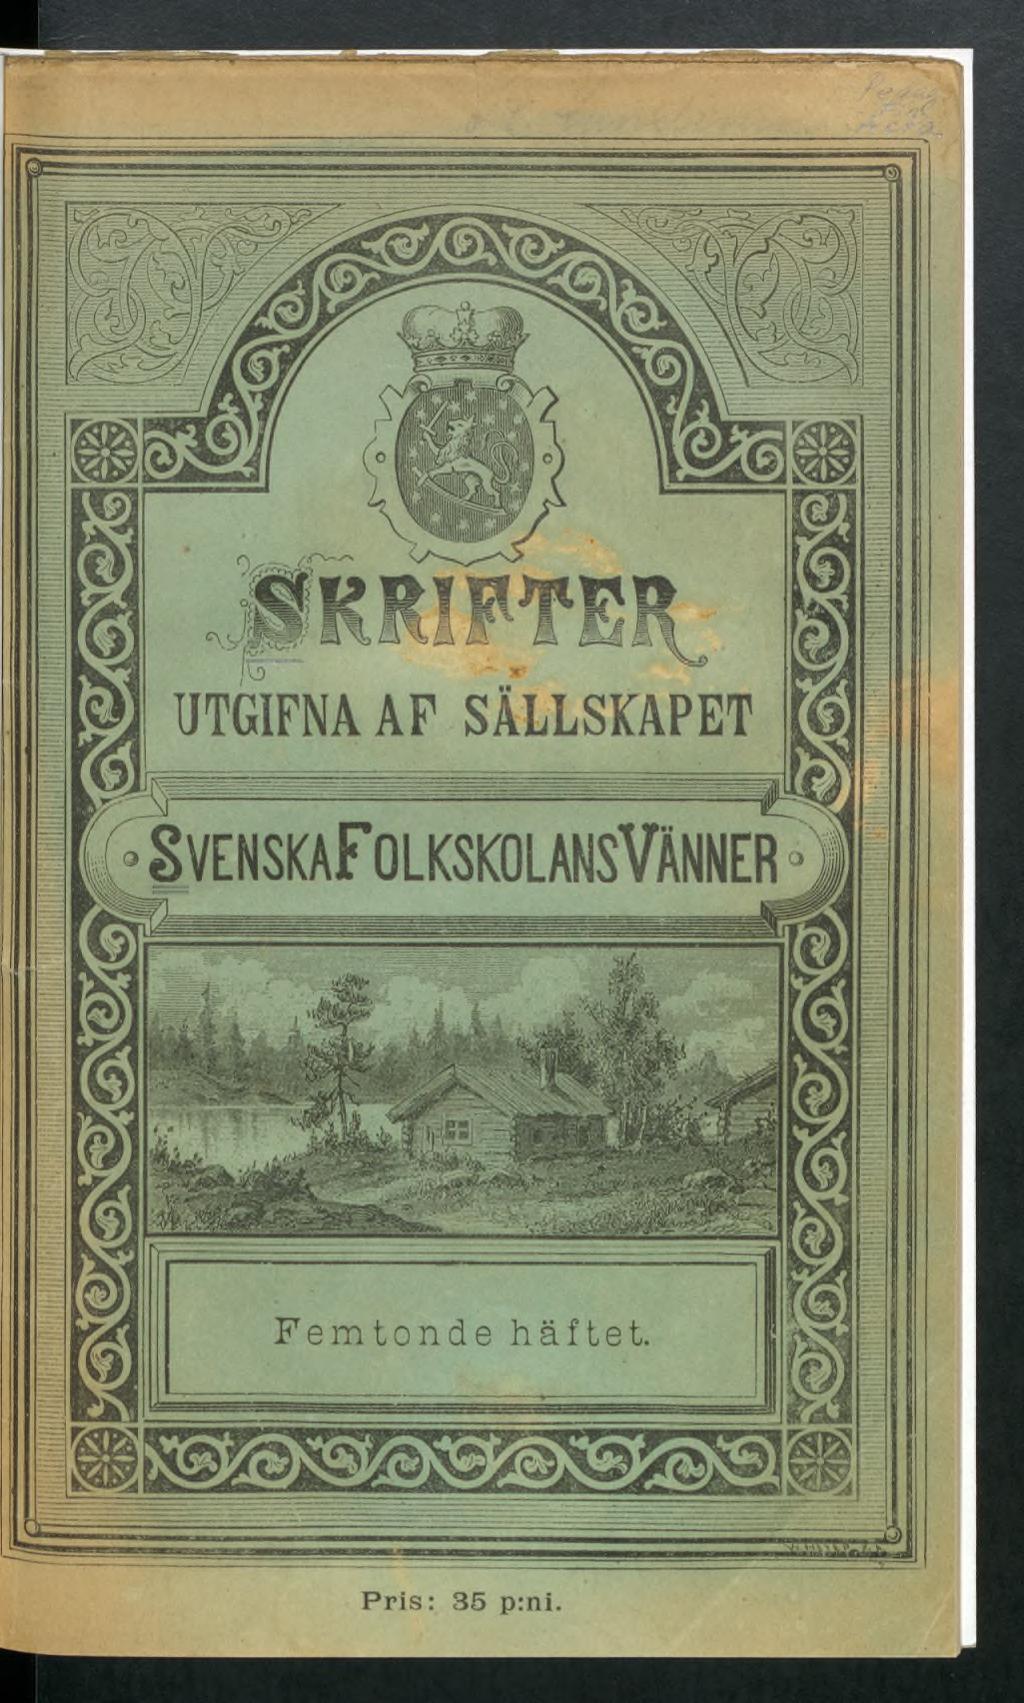 SKRIFTER
UTGIFNA AF SÄLLSKAPET
SVENSKA FOLKSKOLANS VÄNNER
Femtonde häftet.
Pris: 35 p:ni.